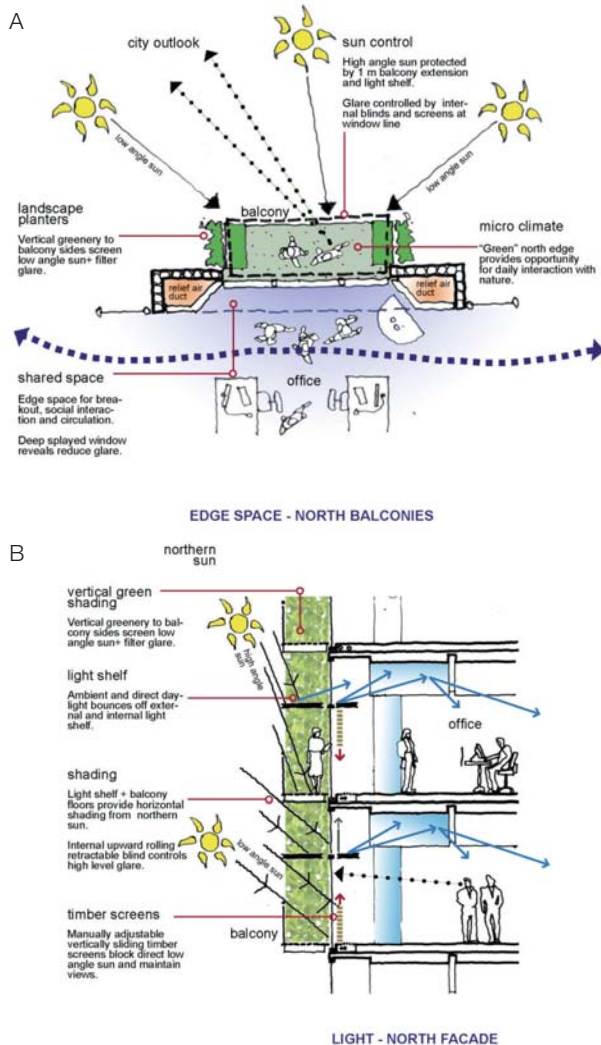 A
city outlook
sun control
High angle sun protected
by 1 m balcony extension
and light shelf.
Glare controlled by inter-
nal blinds and screens at
window line
low angle sun
low angle sun
landscape
planters
Vertical greenery to
balcony sides screen
low angle sun+ filter
glare.
balcony
micro climate
"Green" north edge
provides opportunity
for daily interaction with
nature.
relief air
duct
relief air
duct
shared space
Edge space for brea-
kout, social interac-
tion and circulation.
Deep splayed window
reveals reduce glare.
office
EDGE SPACE - NORTH BALCONIES
B
northern
sun
vertical green
shading
Vertical greenery to bal-
cony sides screen low
angle sun+ filter glare.
high angle
sun
light shelf
Ambient and direct day-
light bounces off exter-
nal and internal light
shelf.
office
shading
Light shelf + balcony
floors provide horizontal
shading from northern
sun.
Internal upward rolling
retractable blind controls
high level glare.
low angle sun
timber screens
Manually adjustable
vertically sliding timber
screens block direct low
angle sun and maintain
views.
balcony
LIGHT - NORTH FACADE